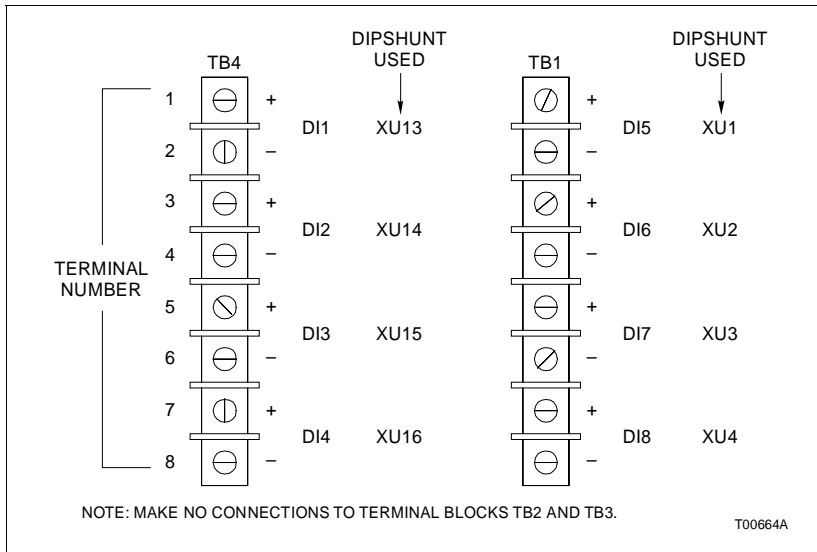 DIPSHUNT USED DIPSHUNT USED
TB4 TB1
1 + +
DI1 XU13 DI5 XU1
2 – –
3 + +
DI2 XU14 DI6 XU2
4 – –
TERMINAL NUMBER
5 + +
DI3 XU15 DI7 XU3
6 – –
7 + +
DI4 XU16 DI8 XU4
8 – –
NOTE: MAKE NO CONNECTIONS TO TERMINAL BLOCKS TB2 AND TB3.
T00664A